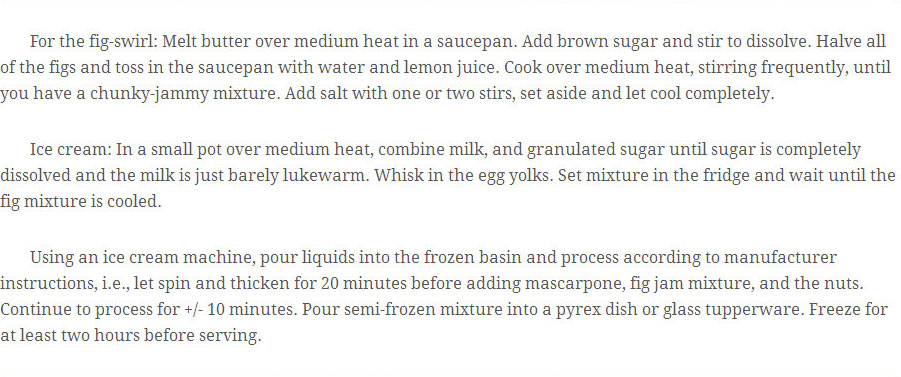 For the fig-swirl: Melt butter over medium heat in a saucepan. Add brown sugar and stir to dissolve. Halve all
of the figs and toss in the saucepan with water and lemon juice. Cook over medium heat, stirring frequently, until
you have a chunky-jammy mixture. Add salt with one or two stirs, set aside and let cool completely.
Ice cream: In a small pot over medium heat, combine milk, and granulated sugar until sugar is completely
dissolved and the milk is just barely lukewarm. Whisk in the egg yolks. Set mixture in the fridge and wait until the
fig mixture is cooled.
Using an ice cream machine, pour liquids into the frozen basin and process according to manufacturer
instructions, i.e., let spin and thicken for 20 minutes before adding mascarpone, fig jam mixture, and the nuts.
Continue to process for +/- 10 minutes. Pour semi-frozen mixture into a pyrex dish or glass tupperware. Freeze for
at least two hours before serving.